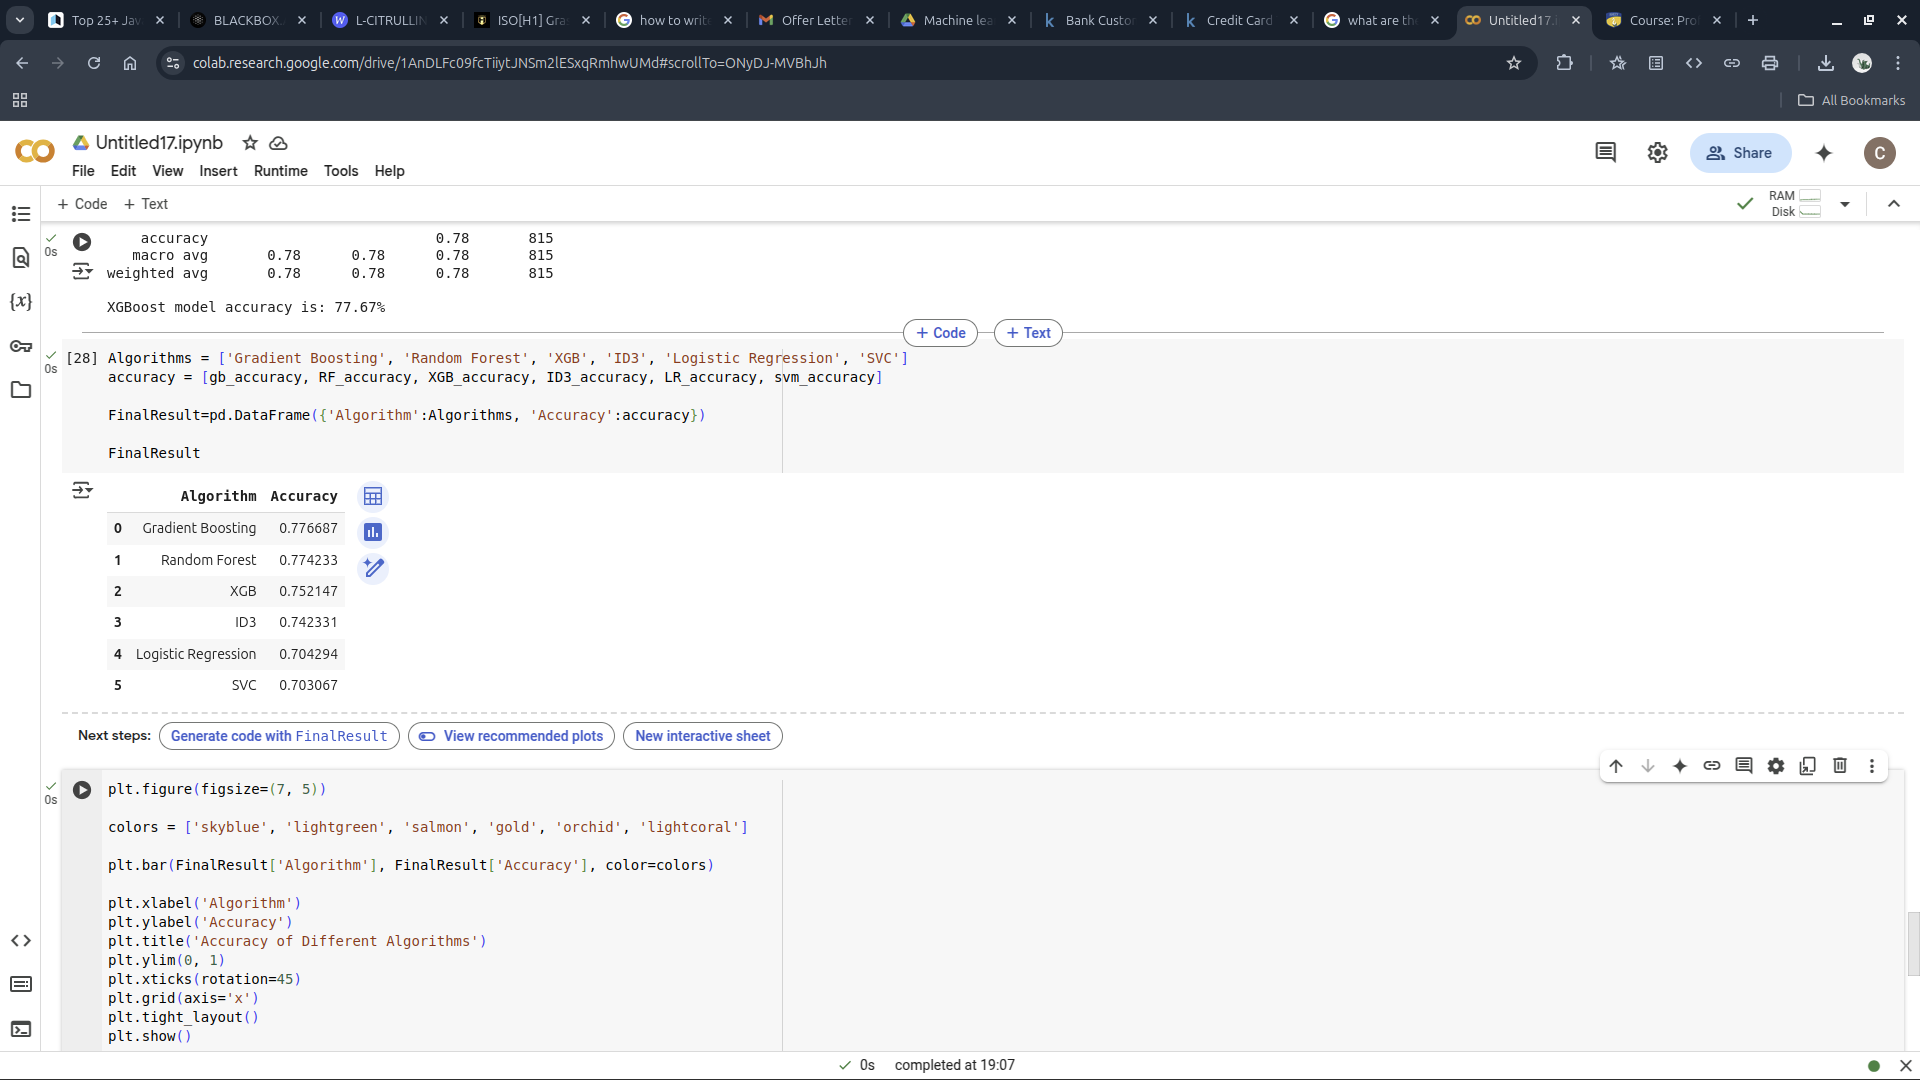 Top 25+ Jav
BLACKBOX.
L-CITRULLIN
ISO[H1] Gra
how to write
Offer Letter
Machine lea
Bank Custo
Credit Card
what are the
Untitled17.i
Course: Pro
colab.research.google.com/drive/1AnDLFc09fcTiiytJNSm2lESxqRmhwUMd#scrollTo=ONyDJ-MVBhJh
All Bookmarks
Untitled17.ipynb
File Edit View Insert Runtime Tools Help
Share
C
+ Code + Text
RAM
Disk
0s
accuracy 0.78 815
macro avg 0.78 0.78 0.78 815
weighted avg 0.78 0.78 0.78 815
XGBoost model accuracy is: 77.67%
+ Code + Text
0s
[28] Algorithms = ['Gradient Boosting', 'Random Forest', 'XGB', 'ID3', 'Logistic Regression', 'SVC']
accuracy = [gb_accuracy, RF_accuracy, XGB_accuracy, ID3_accuracy, LR_accuracy, svm_accuracy]
FinalResult=pd.DataFrame({'Algorithm':Algorithms, 'Accuracy':accuracy})
FinalResult
Algorithm Accuracy
0 Gradient Boosting 0.776687
1 Random Forest 0.774233
2 XGB 0.752147
3 ID3 0.742331
4 Logistic Regression 0.704294
5 SVC 0.703067
Next steps: Generate code with FinalResult View recommended plots New interactive sheet
0s
plt.figure(figsize=(7, 5))
colors = ['skyblue', 'lightgreen', 'salmon', 'gold', 'orchid', 'lightcoral']
plt.bar(FinalResult['Algorithm'], FinalResult['Accuracy'], color=colors)
plt.xlabel('Algorithm')
plt.ylabel('Accuracy')
plt.title('Accuracy of Different Algorithms')
plt.ylim(0, 1)
plt.xticks(rotation=45)
plt.grid(axis='x')
plt.tight_layout()
plt.show()
0s completed at 19:07